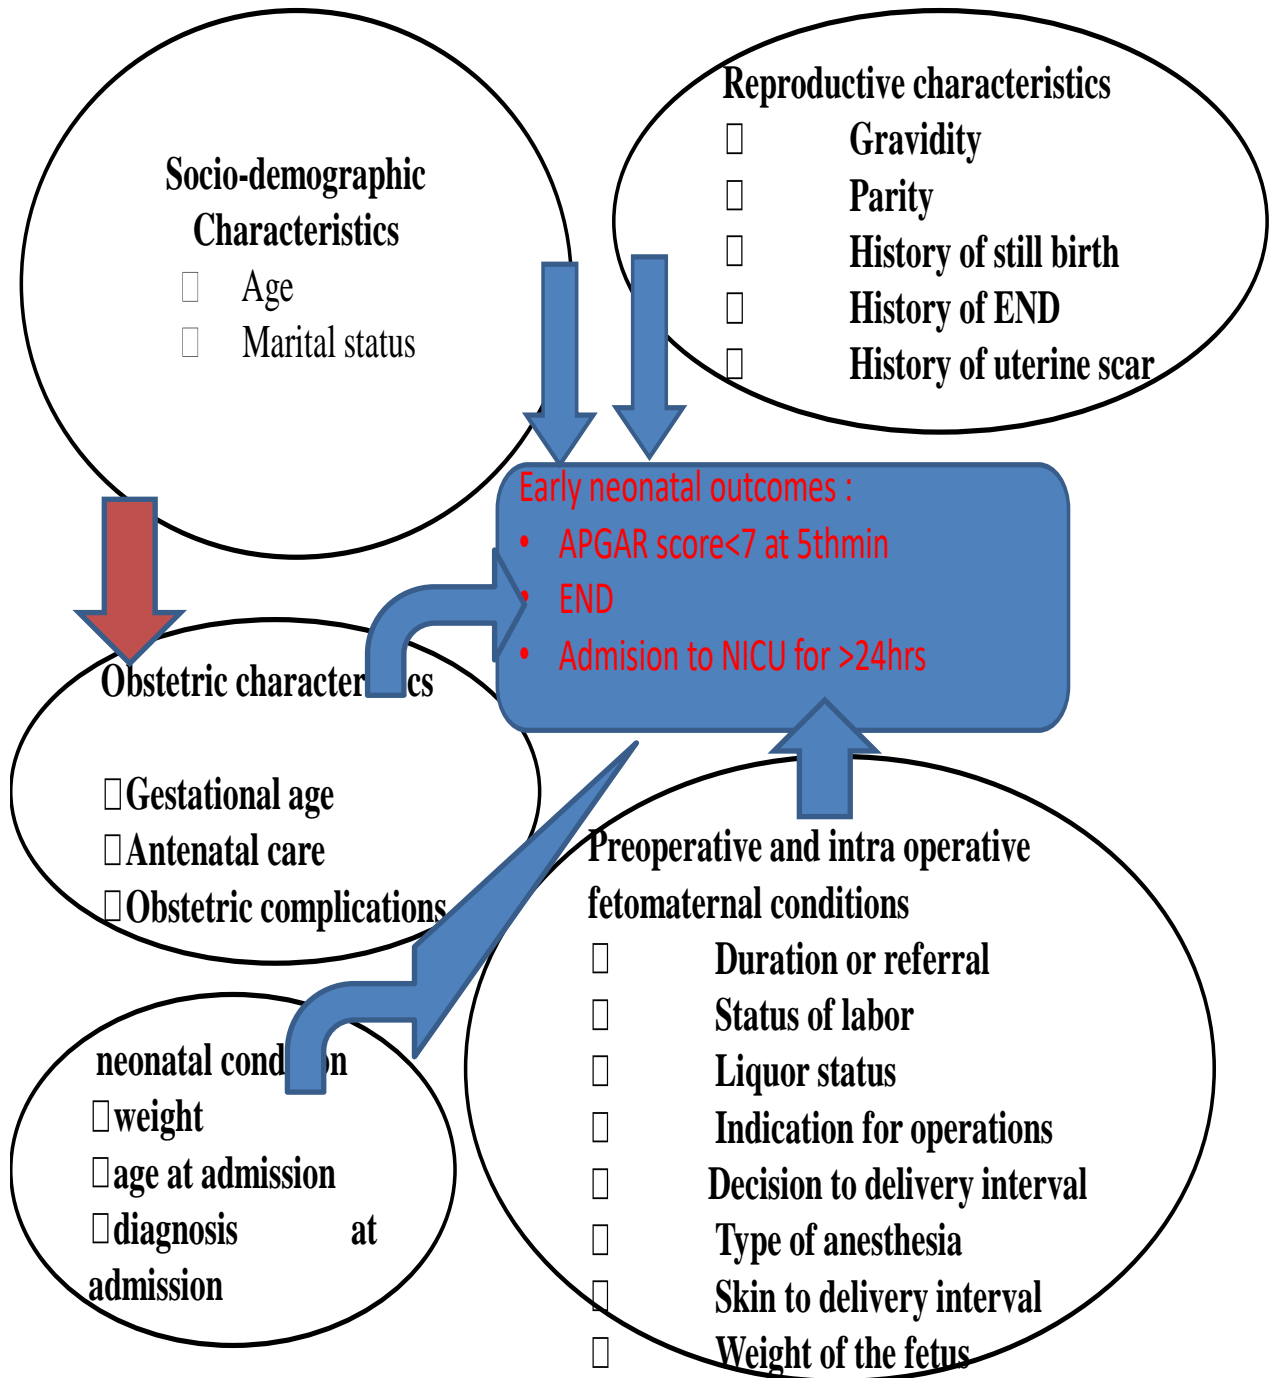 Socio-demographic
Characteristics
Age
Marital status
Reproductive characteristics
Gravidity
Parity
History of still birth
History of END
History of uterine scar
Early neonatal outcomes :
• APGAR score<7 at 5thmin
• END
• Admision to NICU for >24hrs
Obstetric character cs
Gestational age
Antenatal care
Obstetric complications
neonatal cond on
weight
age at admission
diagnosis at
admission
Preoperative and intra operative
fetomaternal conditions
Duration or referral
Status of labor
Liquor status
Indication for operations
Decision to delivery interval
Type of anesthesia
Skin to delivery interval
Weight of the fetus